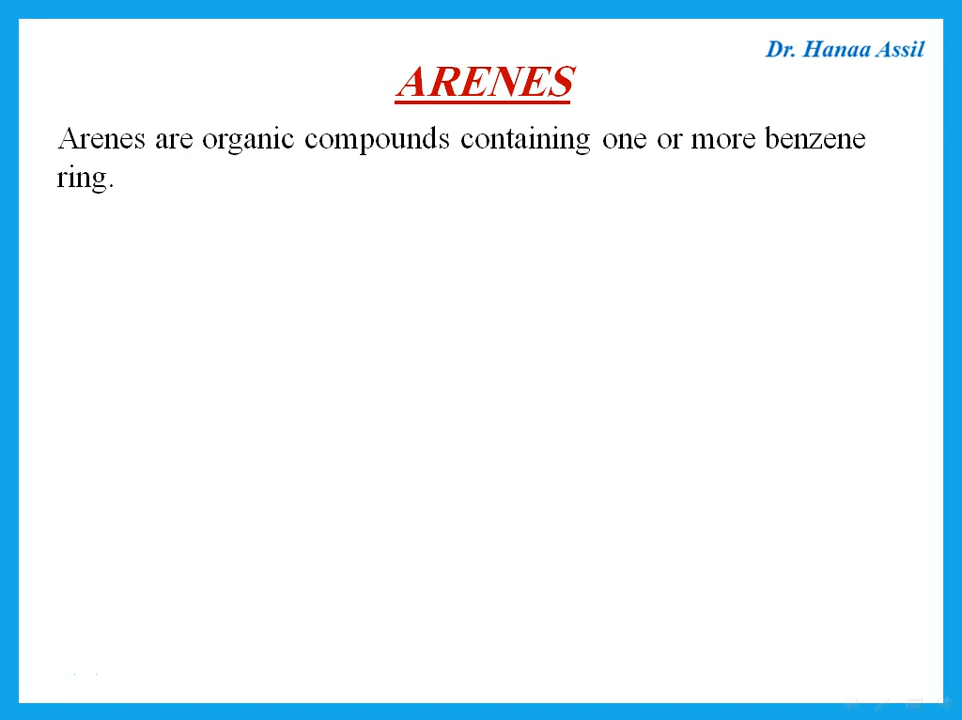 Dr. Hanaa Assil
ARENES
Arenes are organic compounds containing one or more benzene
ring.